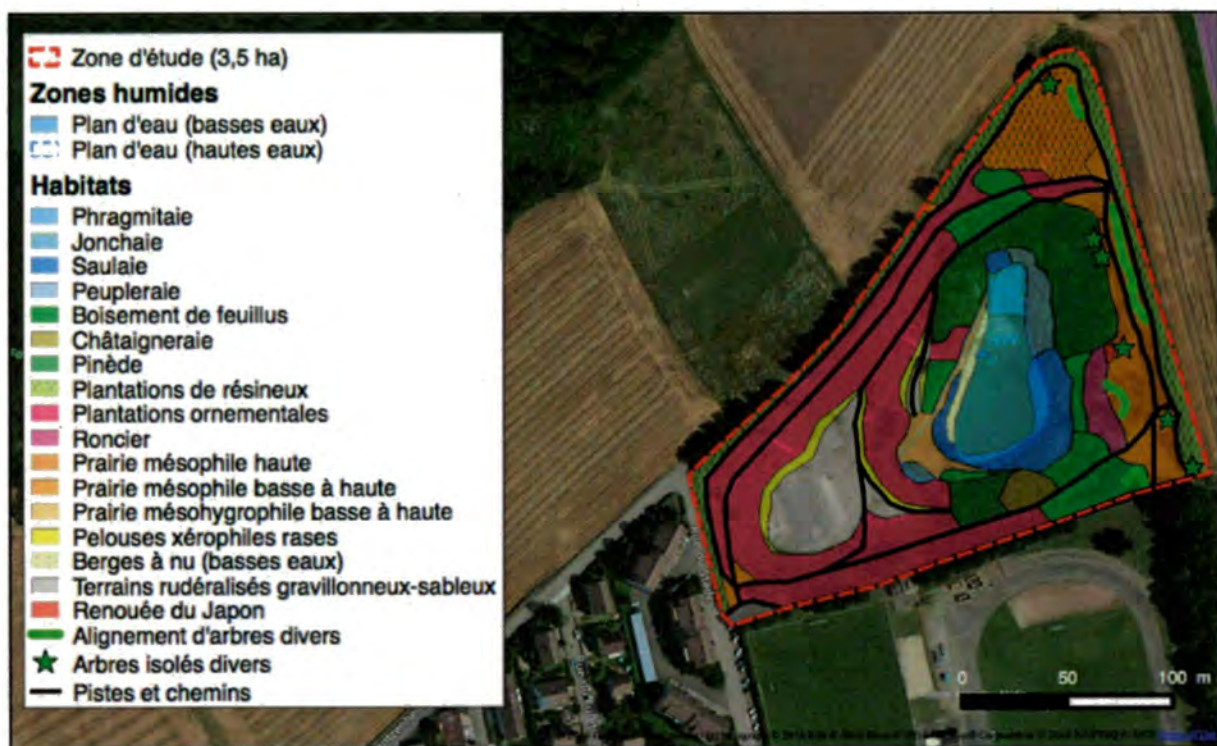 Zone d'étude (3,5 ha)
Zones humides
Plan d'eau (basses eaux)
Plan d'eau (hautes eaux)
Habitats
Phragmitaie
Jonchaie
Saulaie
Peupleraie
Boisement de feuillus
Châtaigneraie
Pinède
Plantations de résineux
Plantations ornementales
Roncier
Prairie mésophile haute
Prairie mésophile basse à haute
Prairie mésohygrophile basse à haute
Pelouses xérophiles rases
Berges à nu (basses eaux)
Terrains rudéralisés gravillonneux-sableux
Renouée du Japon
Alignement d'arbres divers
Arbres isolés divers
Pistes et chemins
0 50 100 m